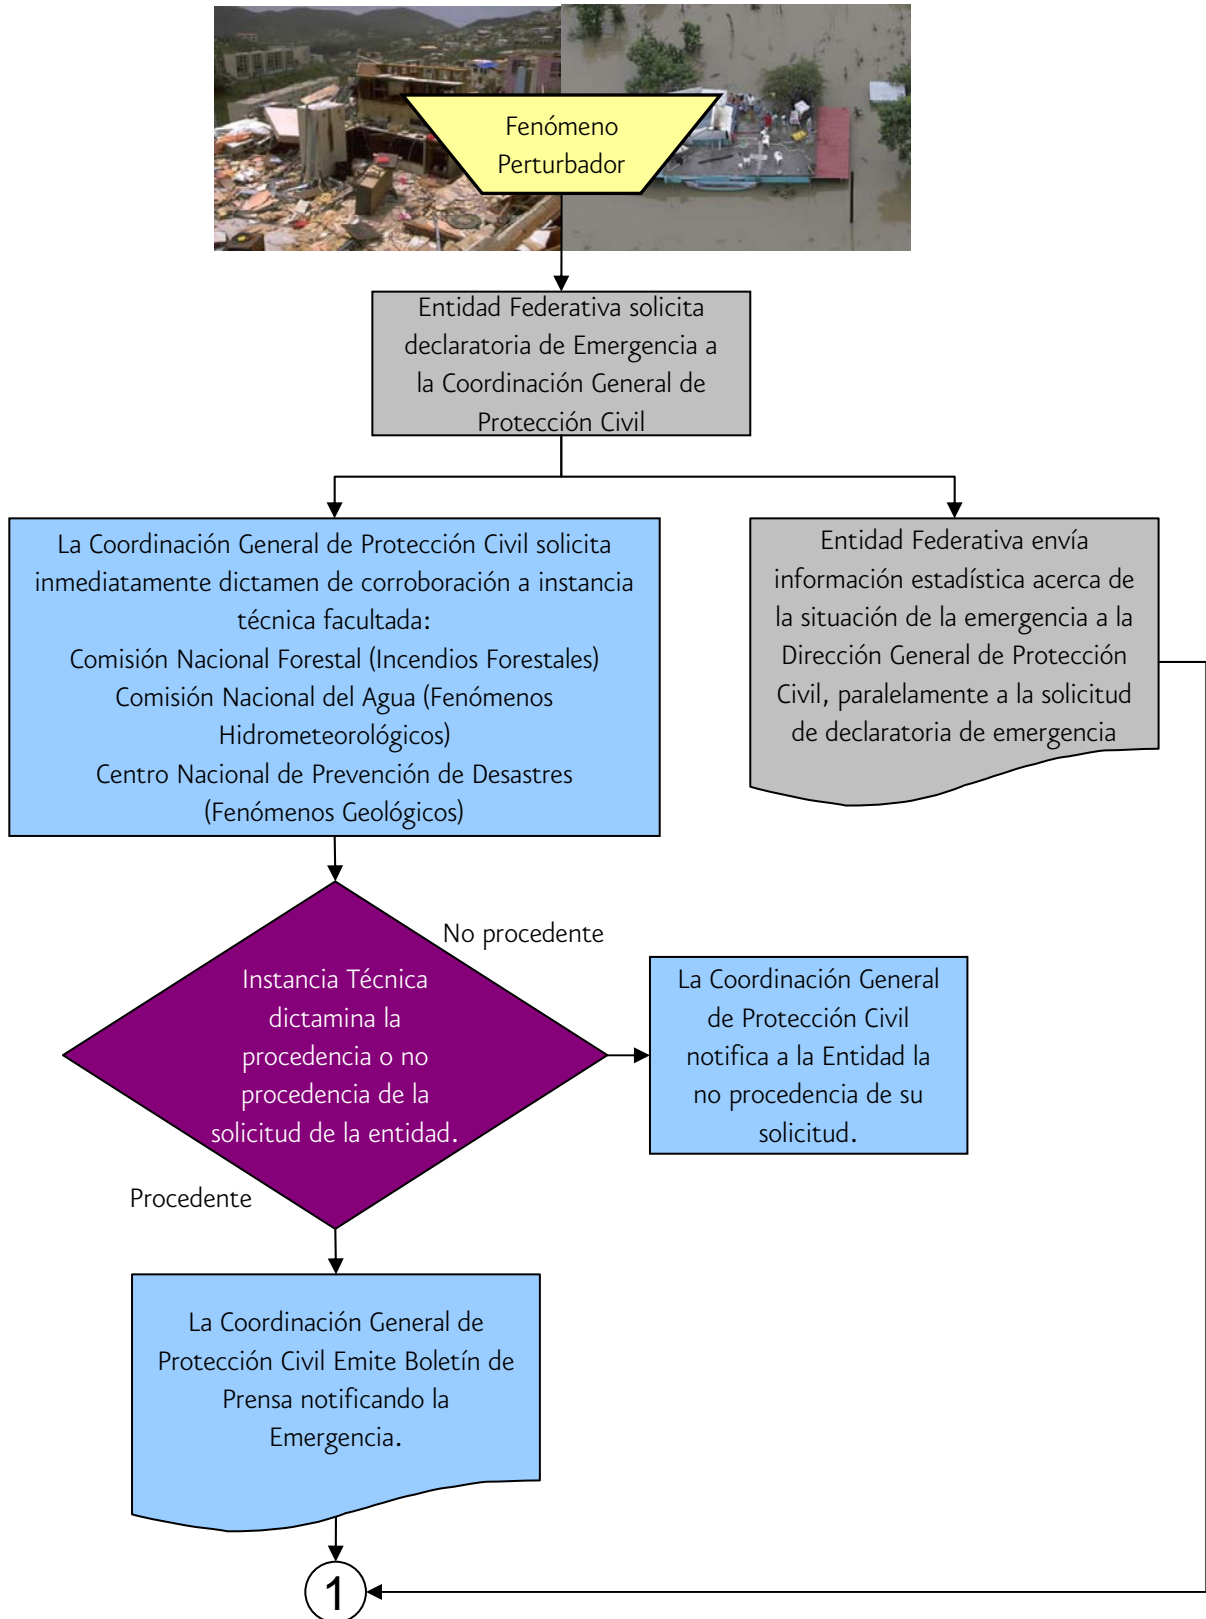 Fenómeno
Perturbador
Entidad Federativa solicita
declaratoria de Emergencia a
la Coordinación General de
Protección Civil
La Coordinación General de Protección Civil solicita
inmediatamente dictamen de corroboración a instancia
técnica facultada:
Comisión Nacional Forestal (Incendios Forestales)
Comisión Nacional del Agua (Fenómenos
Hidrometeorológicos)
Centro Nacional de Prevención de Desastres
(Fenómenos Geológicos)
Entidad Federativa envía
información estadística acerca de
la situación de la emergencia a la
Dirección General de Protección
Civil, paralelamente a la solicitud
de declaratoria de emergencia
No procedente
Instancia Técnica
dictamina la
procedencia o no
procedencia de la
solicitud de la entidad.
La Coordinación General
de Protección Civil
notifica a la Entidad la
no procedencia de su
solicitud.
Procedente
La Coordinación General de
Protección Civil Emite Boletín de
Prensa notificando la
Emergencia.
1